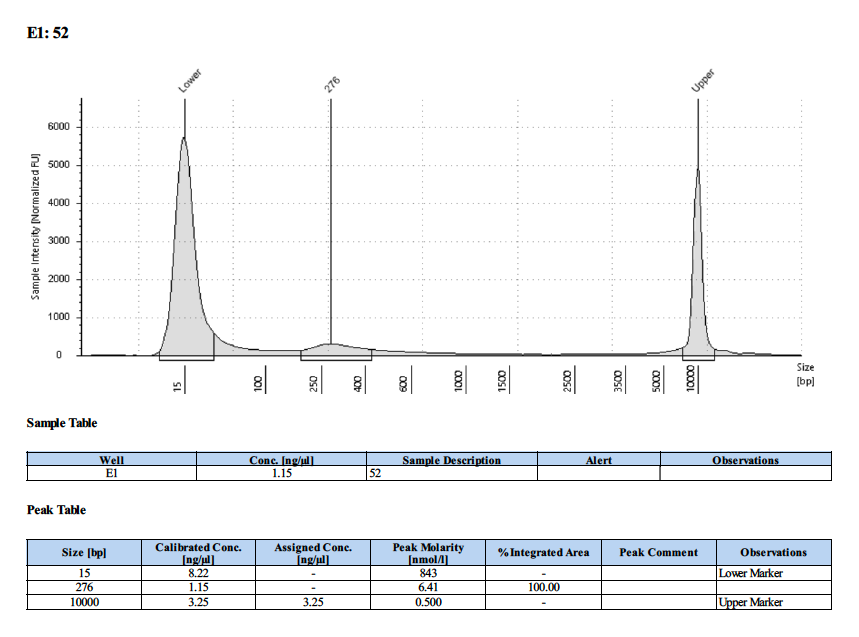 E1: 52
Lower
276
Upper
Sample Intensity [Normalized FU]
6000
5000
4000
3000
2000
1000
0
15
100
250
400
600
1000
1500
2500
3500
5000
10000
Size
[bp]
Sample Table
Well Conc. [ng/µl] Sample Description Alert Observations
E1 1.15 52
Peak Table
Size [bp] Calibrated Conc. [ng/µl] Assigned Conc. [ng/µl] Peak Molarity [nmol/l] % Integrated Area Peak Comment Observations
15 8.22 - 843 - Lower Marker
276 1.15 - 6.41 100.00
10000 3.25 3.25 0.500 - Upper Marker